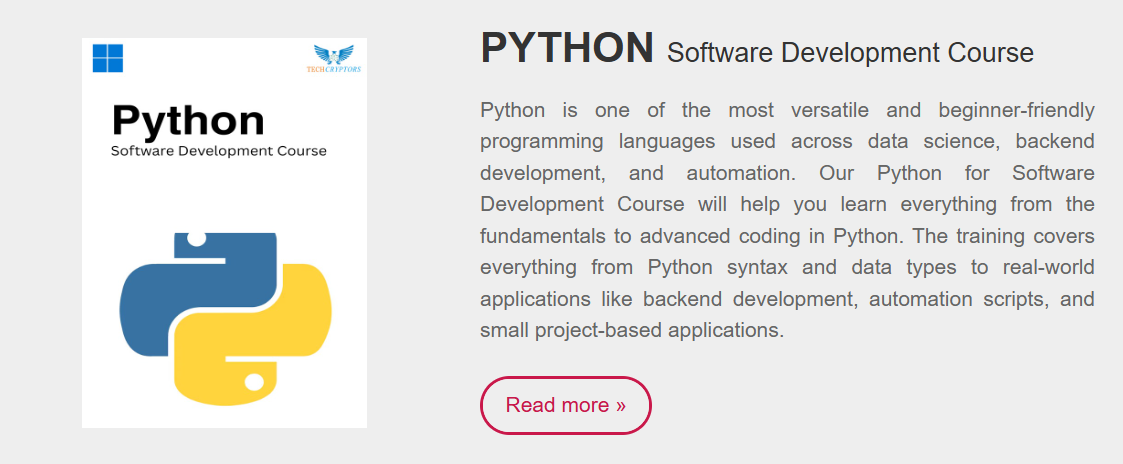 TECHCRYPTORS
Python
Software Development Course
PYTHON Software Development Course
Python is one of the most versatile and beginner-friendly
programming languages used across data science, backend
development, and automation. Our Python for Software
Development Course will help you learn everything from the
fundamentals to advanced coding in Python. The training covers
everything from Python syntax and data types to real-world
applications like backend development, automation scripts, and
small project-based applications.
Read more »